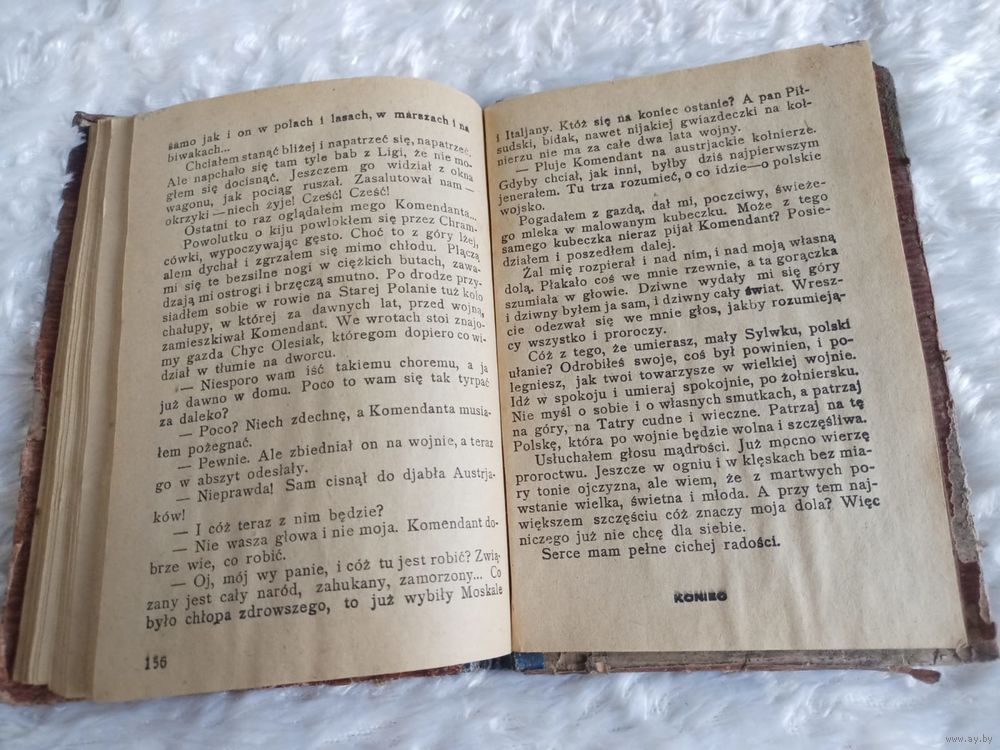 samo jak i on w polach i lasach, w marszach i na
biwakach...
Chciałem stanąć bliżej i napatrzeć się, napatrzeć.
Ale napchało się tam tyle bab z Ligi, że nie mo-
głem się docisnąć. Jeszczem go widział z okna
wagonu, jak pociąg ruszał. Zasalutował nam —
okrzyki — niech żyje! Cześć! Cześć!
Ostatni to raz oglądałem mego Komendanta...
Powolutku o kiju powlokłem się przez Chram-
cówki, wypoczywając gęsto. Choć to z góry lżej,
alem dychał i zgrzałem się mimo chłodu. Plączą
mi się te bezsilne nogi w ciężkich butach, zawa-
dzają mi ostrogi i brzęczą smutno. Po drodze przy-
siadłem sobie w rowie na Starej Polanie tuż koło
chałupy, w której za dawnych lat, przed wojną,
zamieszkiwał Komendant. We wrotach stoi znajo-
my gazda Chyc Olesiak, któregom dopiero co wi-
dział w tłumie na dworcu.
— Niesporo wam iść takiemu choremu, a ja
już dawno w domu. Poco to wam się tak tyrpać
za daleko?
— Poco? Niech zdechnę, a Komendanta musia-
łem pożegnać.
— Pewnie. Ale zbiedniał on na wojnie, a teraz
go w abszyt odesłały.
— Nieprawda! Sam cisnął do djabła Austrja-
ków!
— I cóż teraz z nim będzie?
— Nie wasza głowa i nie moja. Komendant do-
brze wie, co robić.
— Oj, mój wy panie, i cóż tu jest robić? Zwią-
zany jest cały naród, zahukany, zamorzony... Co
było chłopa zdrowszego, to już wybiły Moskale
156
i Italjany. Któż się na koniec ostanie? A pan Pił-
sudski, bidak, nawet nijakiej gwiazdeczki na koł-
nierzu nie ma za całe dwa lata wojny.
— Pluje Komendant na austrjackie kołnierze.
Gdyby chciał, jak inni, byłby dziś najpierwszym
jenerałem. Tu trza rozumieć, o co idzie — o polskie
wojsko.
Pogadałem z gazdą, dał mi, poczciwy, świeże-
go mleka w malowanym kubeczku. Może z tego
samego kubeczka nieraz pijał Komendant? Posie-
działem i poszedłem dalej.
Żal mię rozpierał i nad nim, i nad moją własną
dolą. Płakało coś we mnie rzewnie, a ta gorączka
szumiała w głowie. Dziwne wydały mi się góry
i dziwny byłem ja sam, i dziwny cały świat. Wresz-
cie odezwał się we mnie głos, jakby rozumieją-
cy wszystko i proroczy.
Cóż z tego, że umierasz, mały Sylwku, polski
ułanie? Odrobiłeś swoje, coś był powinien, i po-
legniesz, jak twoi towarzysze w wielkiej wojnie.
Idź w spokoju i umieraj spokojnie, po żołniersku.
Nie myśl o sobie i o własnych smutkach, a patrzaj
na góry, na Tatry cudne i wieczne. Patrzaj na tę
Polskę, która po wojnie będzie wolna i szczęśliwa.
Usłuchałem głosu mądrości. Już mocno wierzę
proroctwu. Jeszcze w ogniu i w klęskach bez mia-
ry tonie ojczyzna, ale wiem, że z martwych po-
wstanie wielka, świetna i młoda. A przy tem naj-
większem szczęściu cóż znaczy moja dola? Więc
niczego już nie chcę dla siebie.
Serce mam pełne cichej radości.
KONIEC
www.ay.by